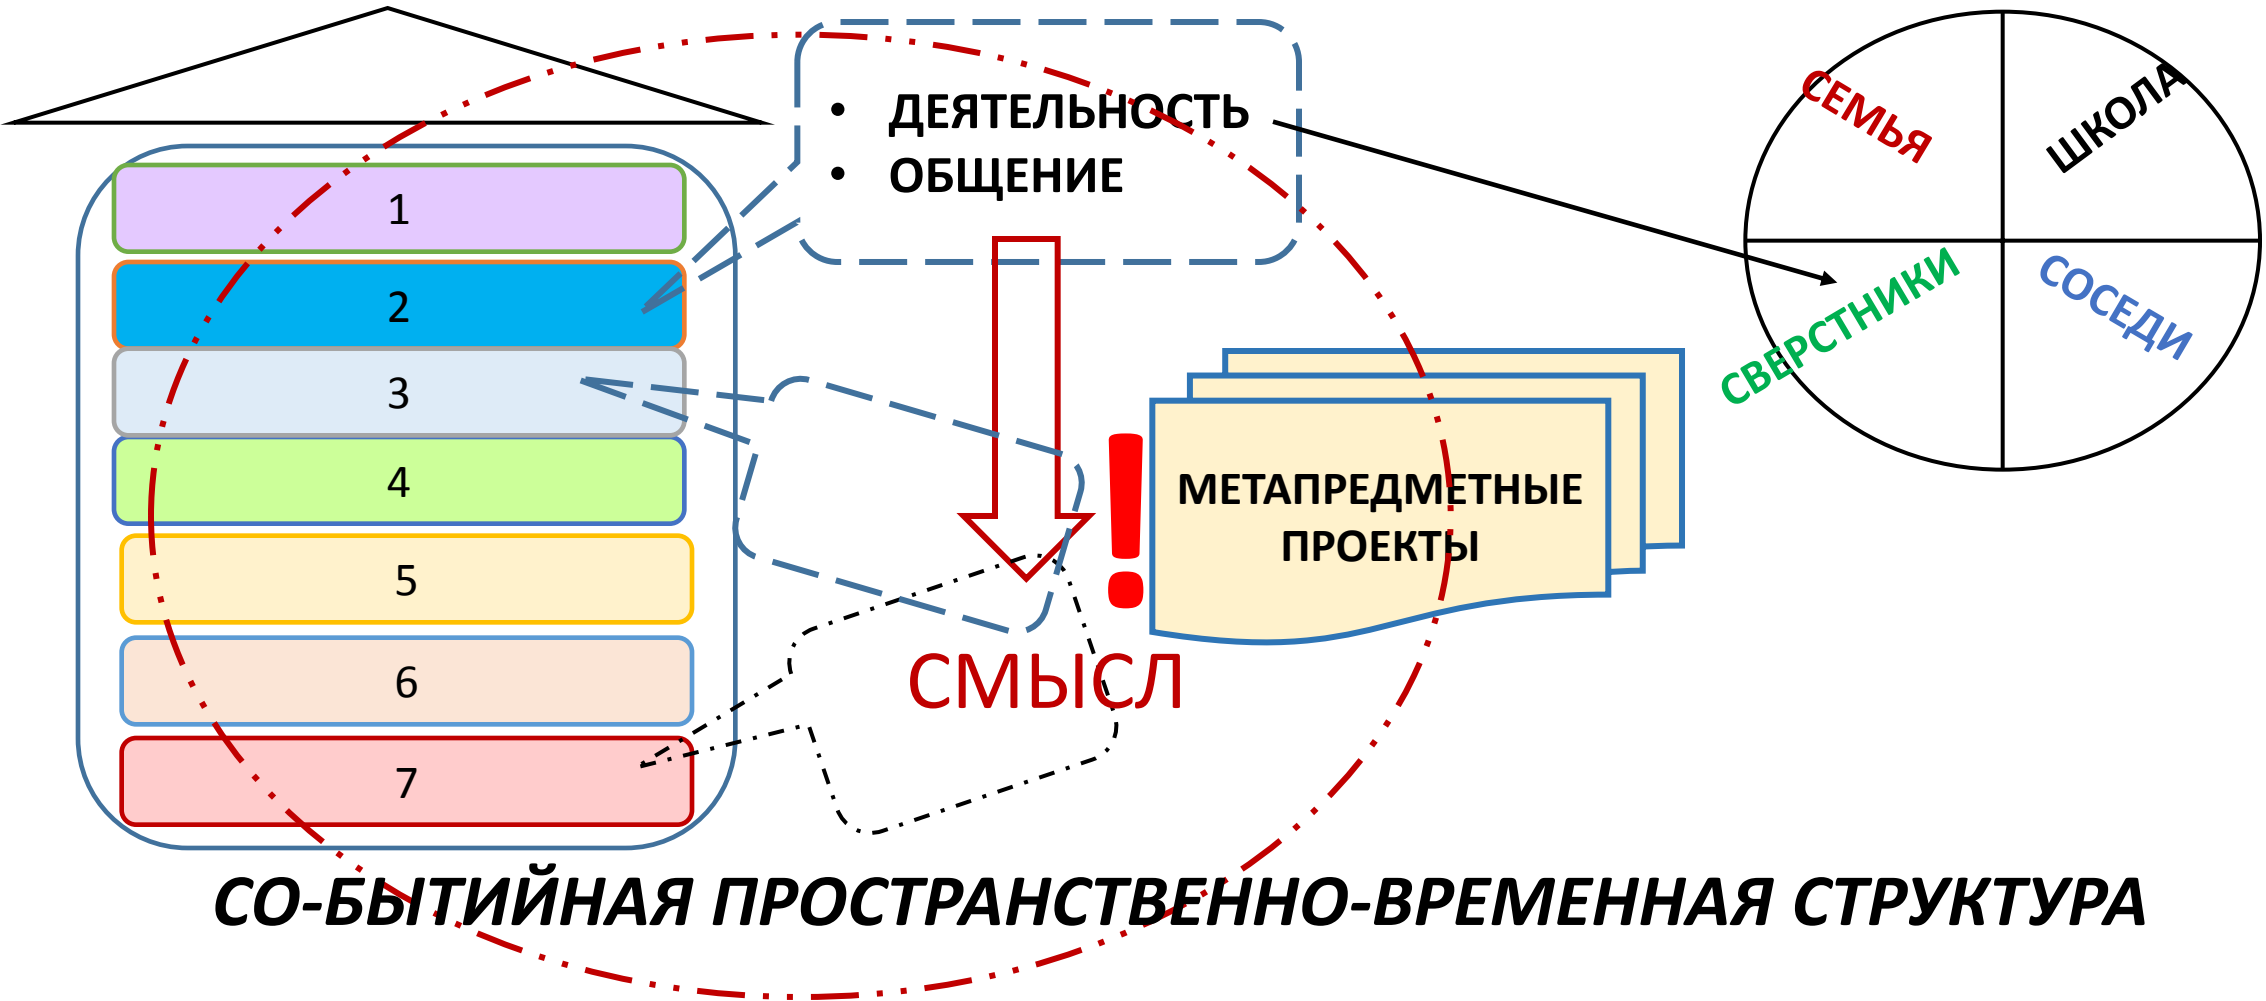 • ДЕЯТЕЛЬНОСТЬ
• ОБЩЕНИЕ
СЕМЬЯ
ШКОЛА
СВЕРСТНИКИ
СОСЕДИ
1
2
3
4
5
6
7
!
МЕТАПРЕДМЕТНЫЕ
ПРОЕКТЫ
СМЫСЛ
СО-БЫТИЙНАЯ ПРОСТРАНСТВЕННО-ВРЕМЕННАЯ СТРУКТУРА